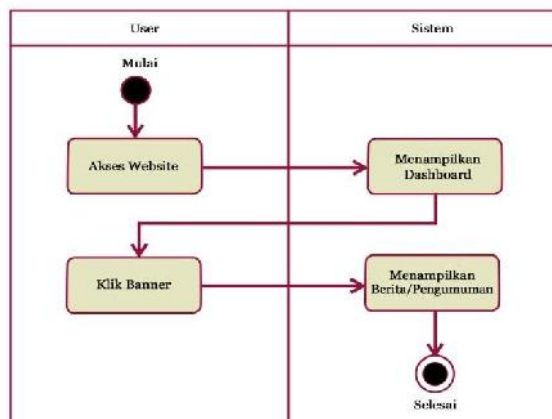 User
Sistem
Mulai
Akses Website
Menampilkan
Dashboard
Klik Banner
Menampilkan
Berita/Pengumuman
Selesai